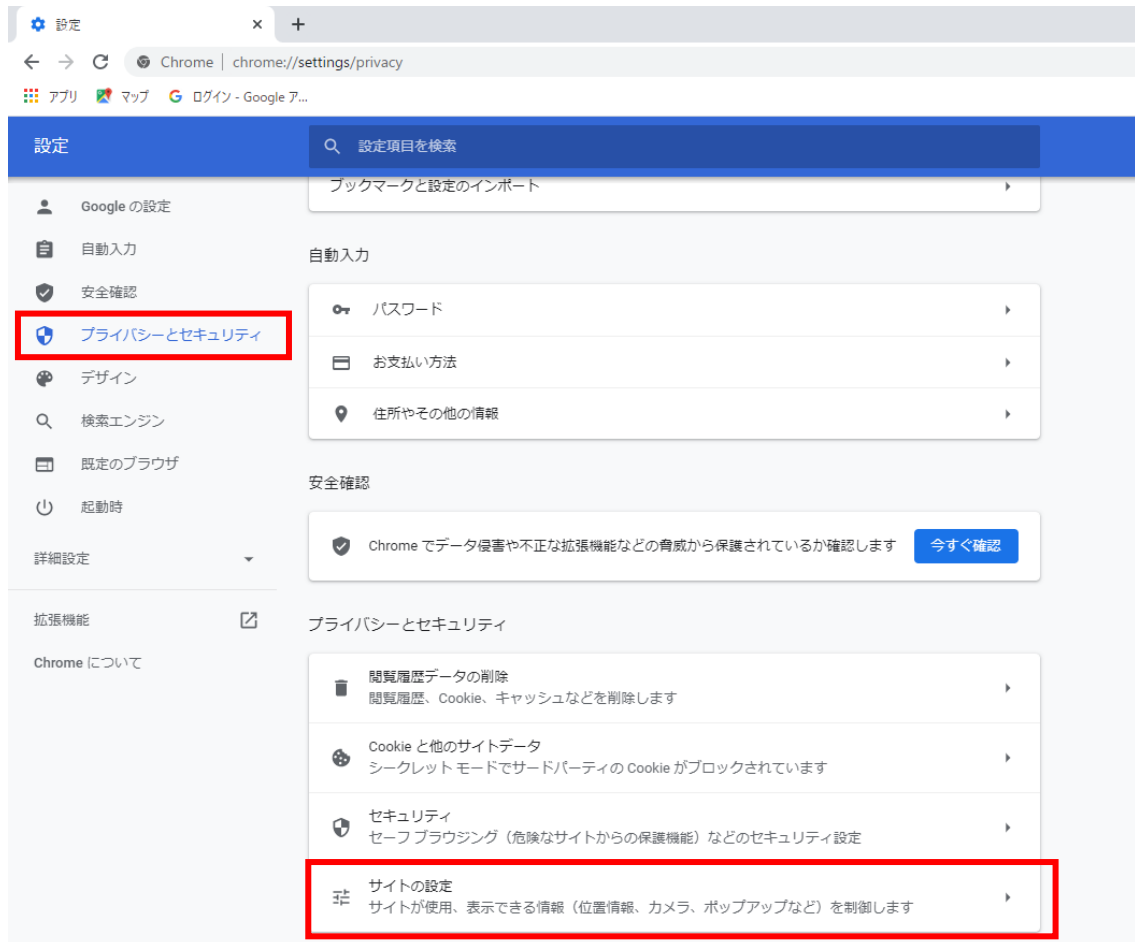 設定
Chrome | chrome://settings/privacy
アプリ マップ ログイン - Google ア...
設定
設定項目を検索
ブックマークと設定のインポート
Google の設定
自動入力
安全確認
プライバシーとセキュリティ
デザイン
検索エンジン
既定のブラウザ
起動時
詳細設定
拡張機能
Chrome について
自動入力
パスワード
お支払い方法
住所やその他の情報
安全確認
Chrome でデータ侵害や不正な拡張機能などの脅威から保護されているか確認します
今すぐ確認
プライバシーとセキュリティ
閲覧履歴データの削除
閲覧履歴、Cookie、キャッシュなどを削除します
Cookie と他のサイトデータ
シークレット モードでサードパーティの Cookie がブロックされています
セキュリティ
セーフ ブラウジング（危険なサイトからの保護機能）などのセキュリティ設定
サイトの設定
サイトが使用、表示できる情報（位置情報、カメラ、ポップアップなど）を制御します